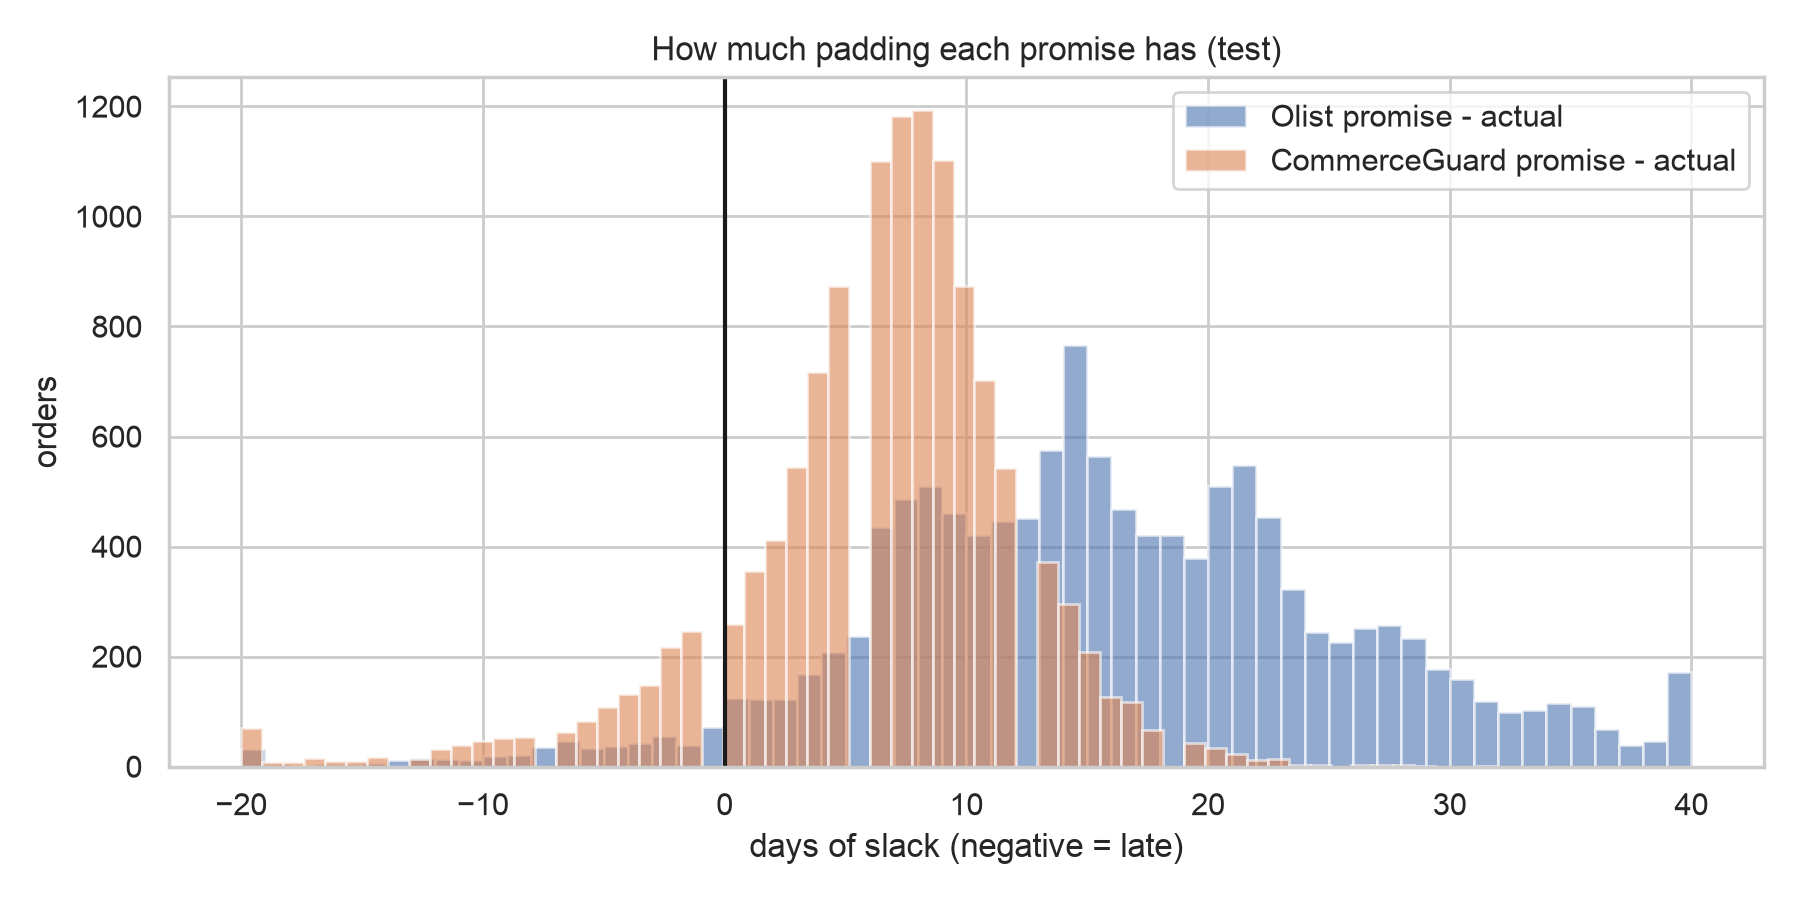 How much padding each promise has (test)
Olist promise - actual
CommerceGuard promise - actual
1200
1000
800
600
400
200
0
orders
−20 −10 0 10 20 30 40
days of slack (negative = late)